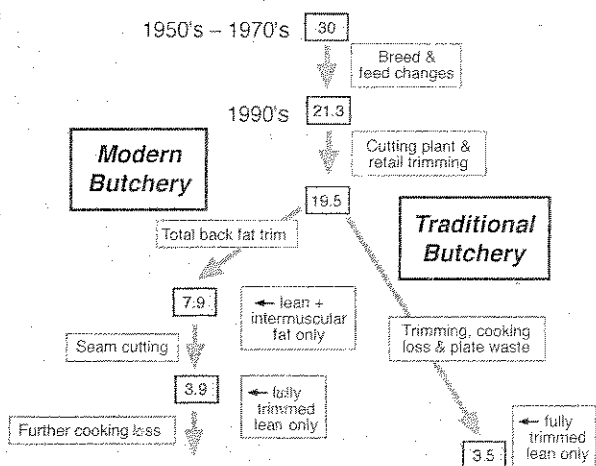 1950's – 1970's 30
Breed &
feed changes
1990's 21.3
Cutting plant &
retail trimming
Modern
Butchery
19.5
Traditional
Butchery
Total back fat trim
7.9
← lean +
intermuscular
fat only
Trimming, cooking
loss & plate waste
Seam cutting
3.9
← fully
trimmed
lean only
Further cooking loss
3.5
← fully
trimmed
lean only